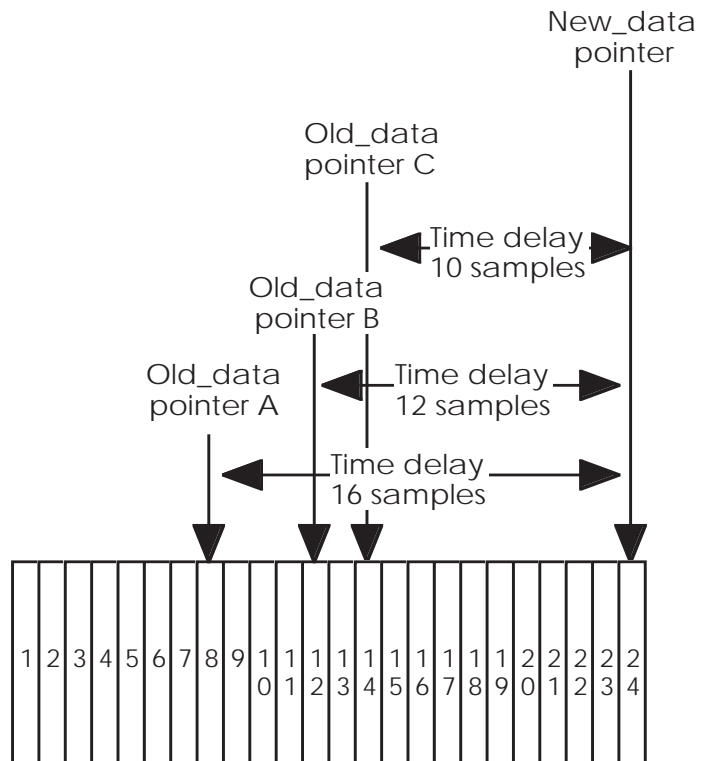 New_data
pointer
Old_data
pointer C
Time delay
10 samples
Old_data
pointer B
Time delay
12 samples
Old_data
pointer A
Time delay
16 samples
1 2 3 4 5 6 7 8 9 10 11 12 13 14 15 16 17 18 19 20 21 22 23 24